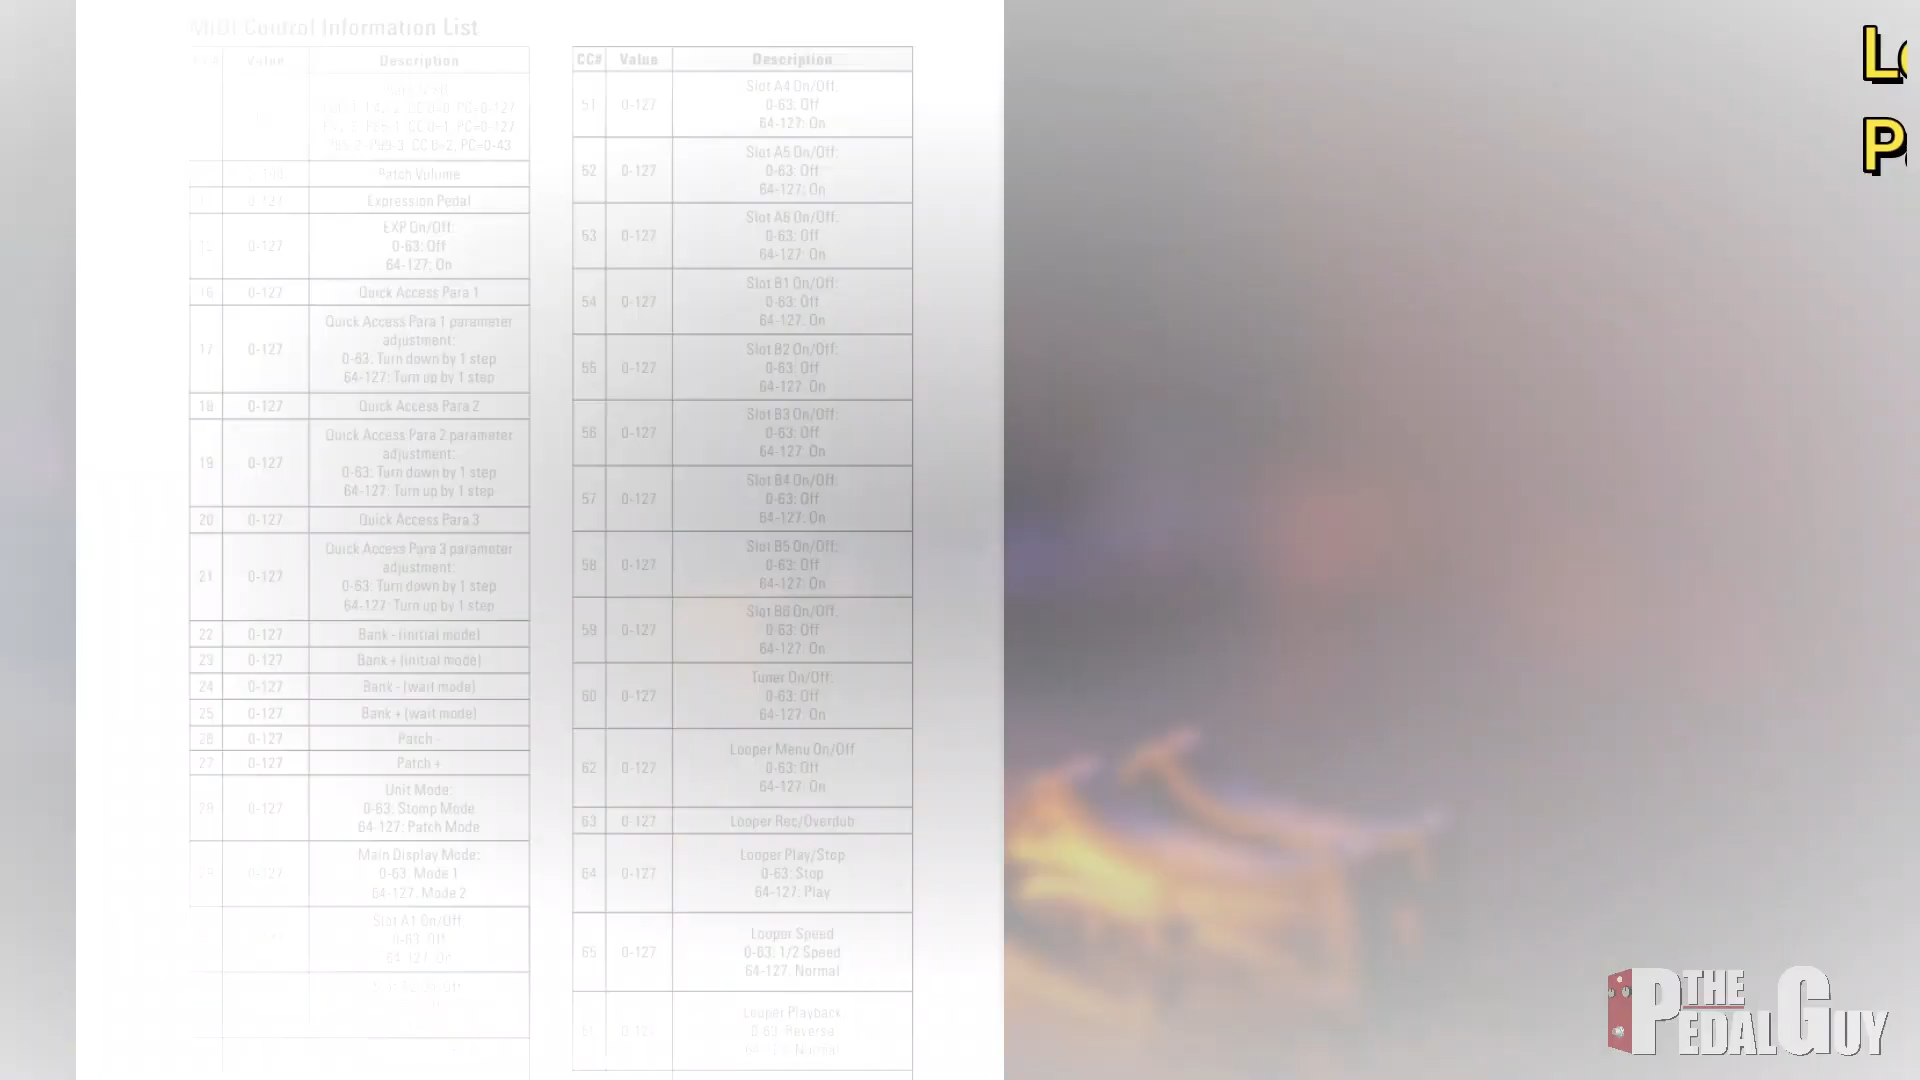 MIDI Control Information List
Value
Description
Patch Volume
0-127
Expression Pedal
0-127
EXP On/Off:
0-63: Off
64-127: On
16 0-127 Quick Access Para 1
17 0-127
Quick Access Para 1 parameter
adjustment:
0-63: Turn down by 1 step
64-127: Turn up by 1 step
18 0-127 Quick Access Para 2
19 0-127
Quick Access Para 2 parameter
adjustment:
0-63: Turn down by 1 step
64-127: Turn up by 1 step
20 0-127 Quick Access Para 3
21 0-127
Quick Access Para 3 parameter
adjustment:
0-63: Turn down by 1 step
64-127: Turn up by 1 step
22 0-127 Bank - (initial mode)
23 0-127 Bank + (initial mode)
24 0-127 Bank - (wait mode)
25 0-127 Bank + (wait mode)
26 0-127 Patch -
27 0-127 Patch +
28 0-127
Unit Mode:
0-63: Stomp Mode
64-127: Patch Mode
0-127
Main Display Mode:
0-63: Mode 1
64-127: Mode 2
Slot A1 On/Off:
0-63: Off
64-127: On
CC# Value Description
51 0-127
Slot A4 On/Off:
0-63: Off
64-127: On
52 0-127
Slot A5 On/Off:
0-63: Off
64-127: On
53 0-127
Slot A6 On/Off:
0-63: Off
64-127: On
54 0-127
Slot B1 On/Off:
0-63: Off
64-127: On
55 0-127
Slot B2 On/Off:
0-63: Off
64-127: On
56 0-127
Slot B3 On/Off:
0-63: Off
64-127: On
57 0-127
Slot B4 On/Off:
0-63: Off
64-127: On
58 0-127
Slot B5 On/Off:
0-63: Off
64-127: On
59 0-127
Slot B6 On/Off:
0-63: Off
64-127: On
60 0-127
Tuner On/Off:
0-63: Off
64-127: On
62 0-127
Looper Menu On/Off
0-63: Off
64-127: On
63 0-127 Looper Rec/Overdub
64 0-127
Looper Play/Stop
0-63: Stop
64-127: Play
65 0-127
Looper Speed
0-63: 1/2 Speed
64-127: Normal
Looper Playback
0-63: Reverse
64-127: Normal
THE
PEDAL GUY